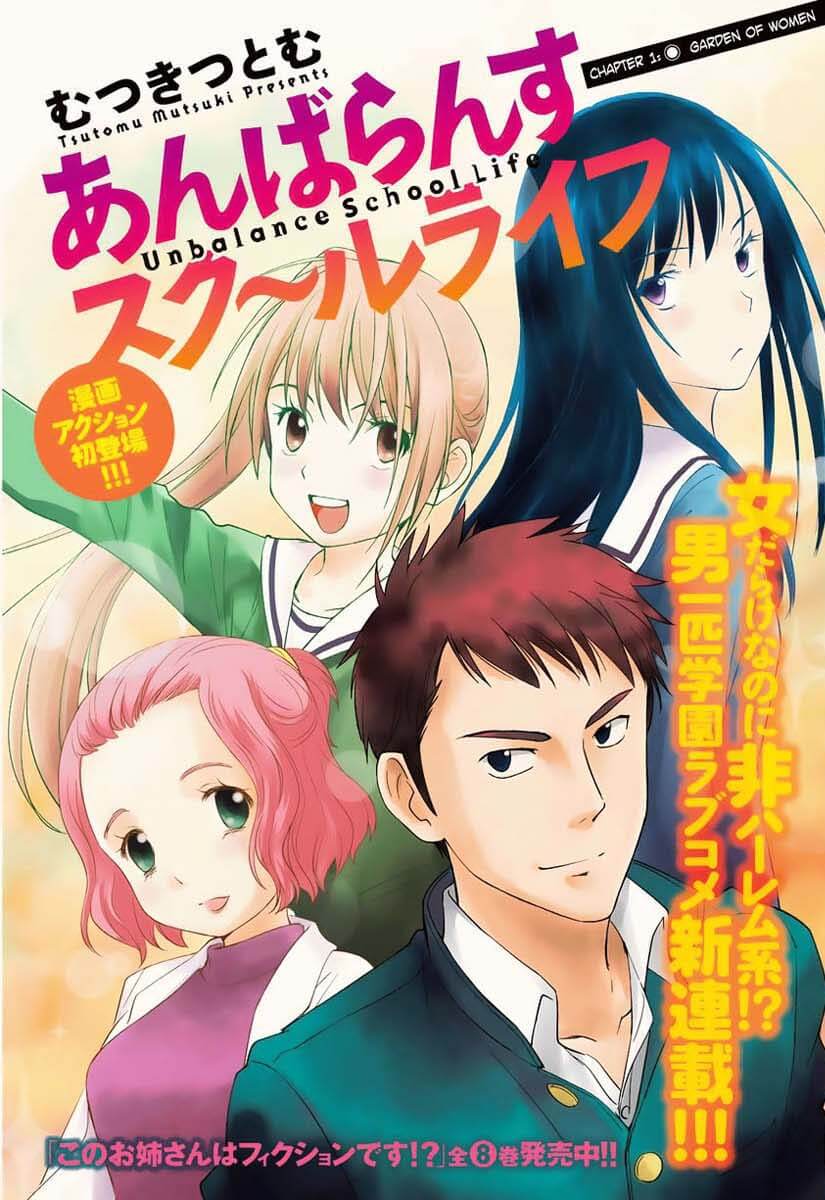 CHAPTER 1: GARDEN OF WOMEN
むつきつとむ
Tsutomu Mutsuki Presents
あんばらんす
Unbalance School Life
スク〜ルライフ
漫画
アクション
初登場
!!!
女だらけなのに非ハーレム系!?
男一匹学園ラブコメ新連載!!!
「このお姉さんはフィクションです!?」全8巻発売中!!